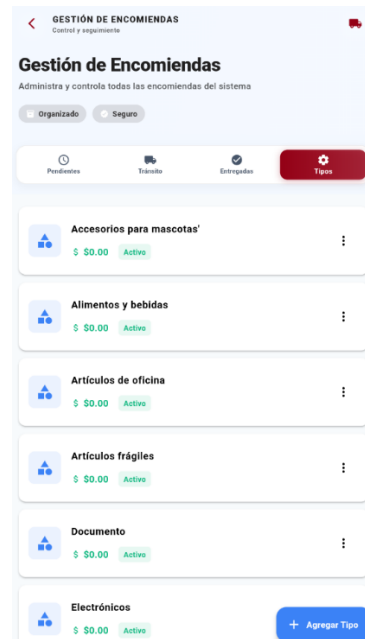 GESTIÓN DE ENCOMIENDAS
Control y seguimiento
Gestión de Encomiendas
Administra y controla todas las encomiendas del sistema
Organizado Seguro
Pendientes Tránsito Entregadas Tipos
Accesorios para mascotas'
$ $0.00 Activo
Alimentos y bebidas
$ $0.00 Activo
Artículos de oficina
$ $0.00 Activo
Artículos frágiles
$ $0.00 Activo
Documento
$ $0.00 Activo
Electrónicos
$ $0.00 Activo
+ Agregar Tipo